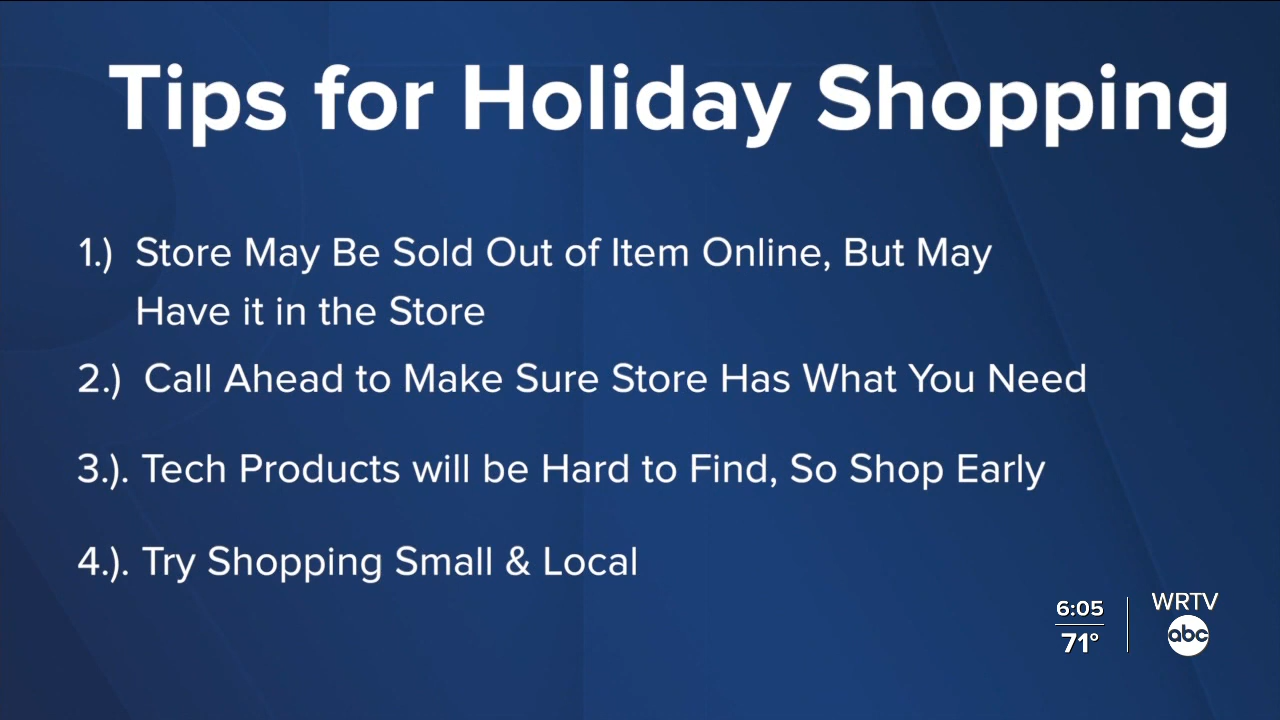 Tips for Holiday Shopping
1.) Store May Be Sold Out of Item Online, But May
Have it in the Store
2.) Call Ahead to Make Sure Store Has What You Need
3.). Tech Products will be Hard to Find, So Shop Early
4.). Try Shopping Small & Local
6:05
71°
WRTV
abc